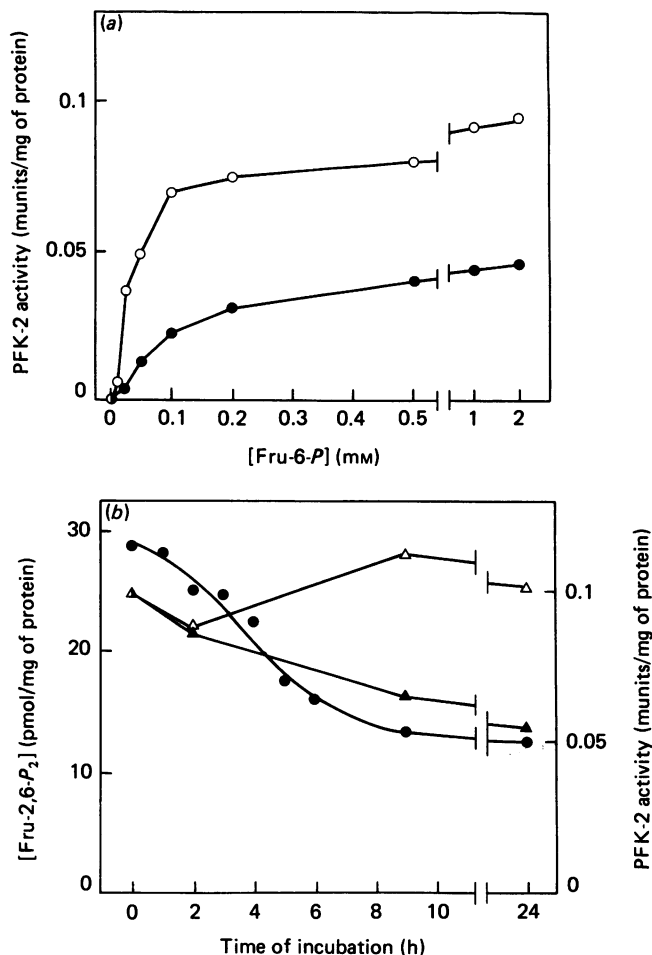 (a)
0.1
0.05
0
PFK-2 activity (munits/mg of protein)
0 0.1 0.2 0.3 0.4 0.5 1 2
[Fru-6-P] (mM)
(b)
30
20
10
0
[Fru-2,6-P2] (pmol/mg of protein)
0.1
0.05
0
PFK-2 activity (munits/mg of protein)
0 2 4 6 8 10 24
Time of incubation (h)